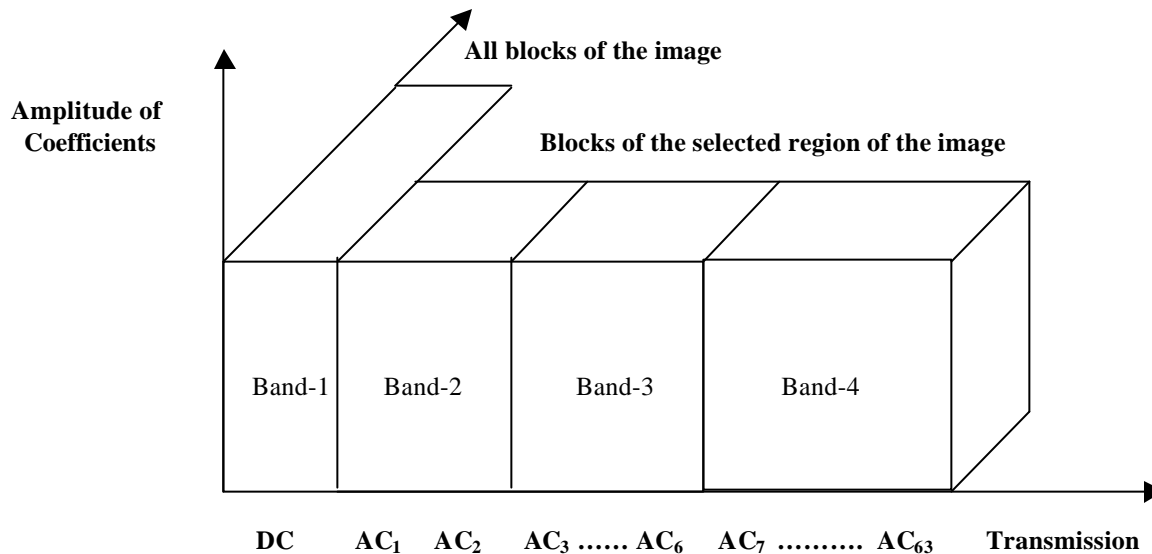 All blocks of the image
Amplitude of
Coefficients
Blocks of the selected region of the image
Band-1 Band-2 Band-3 Band-4
DC AC₁ AC₂ AC₃ ...... AC₆ AC₇ .......... AC₆₃ Transmission